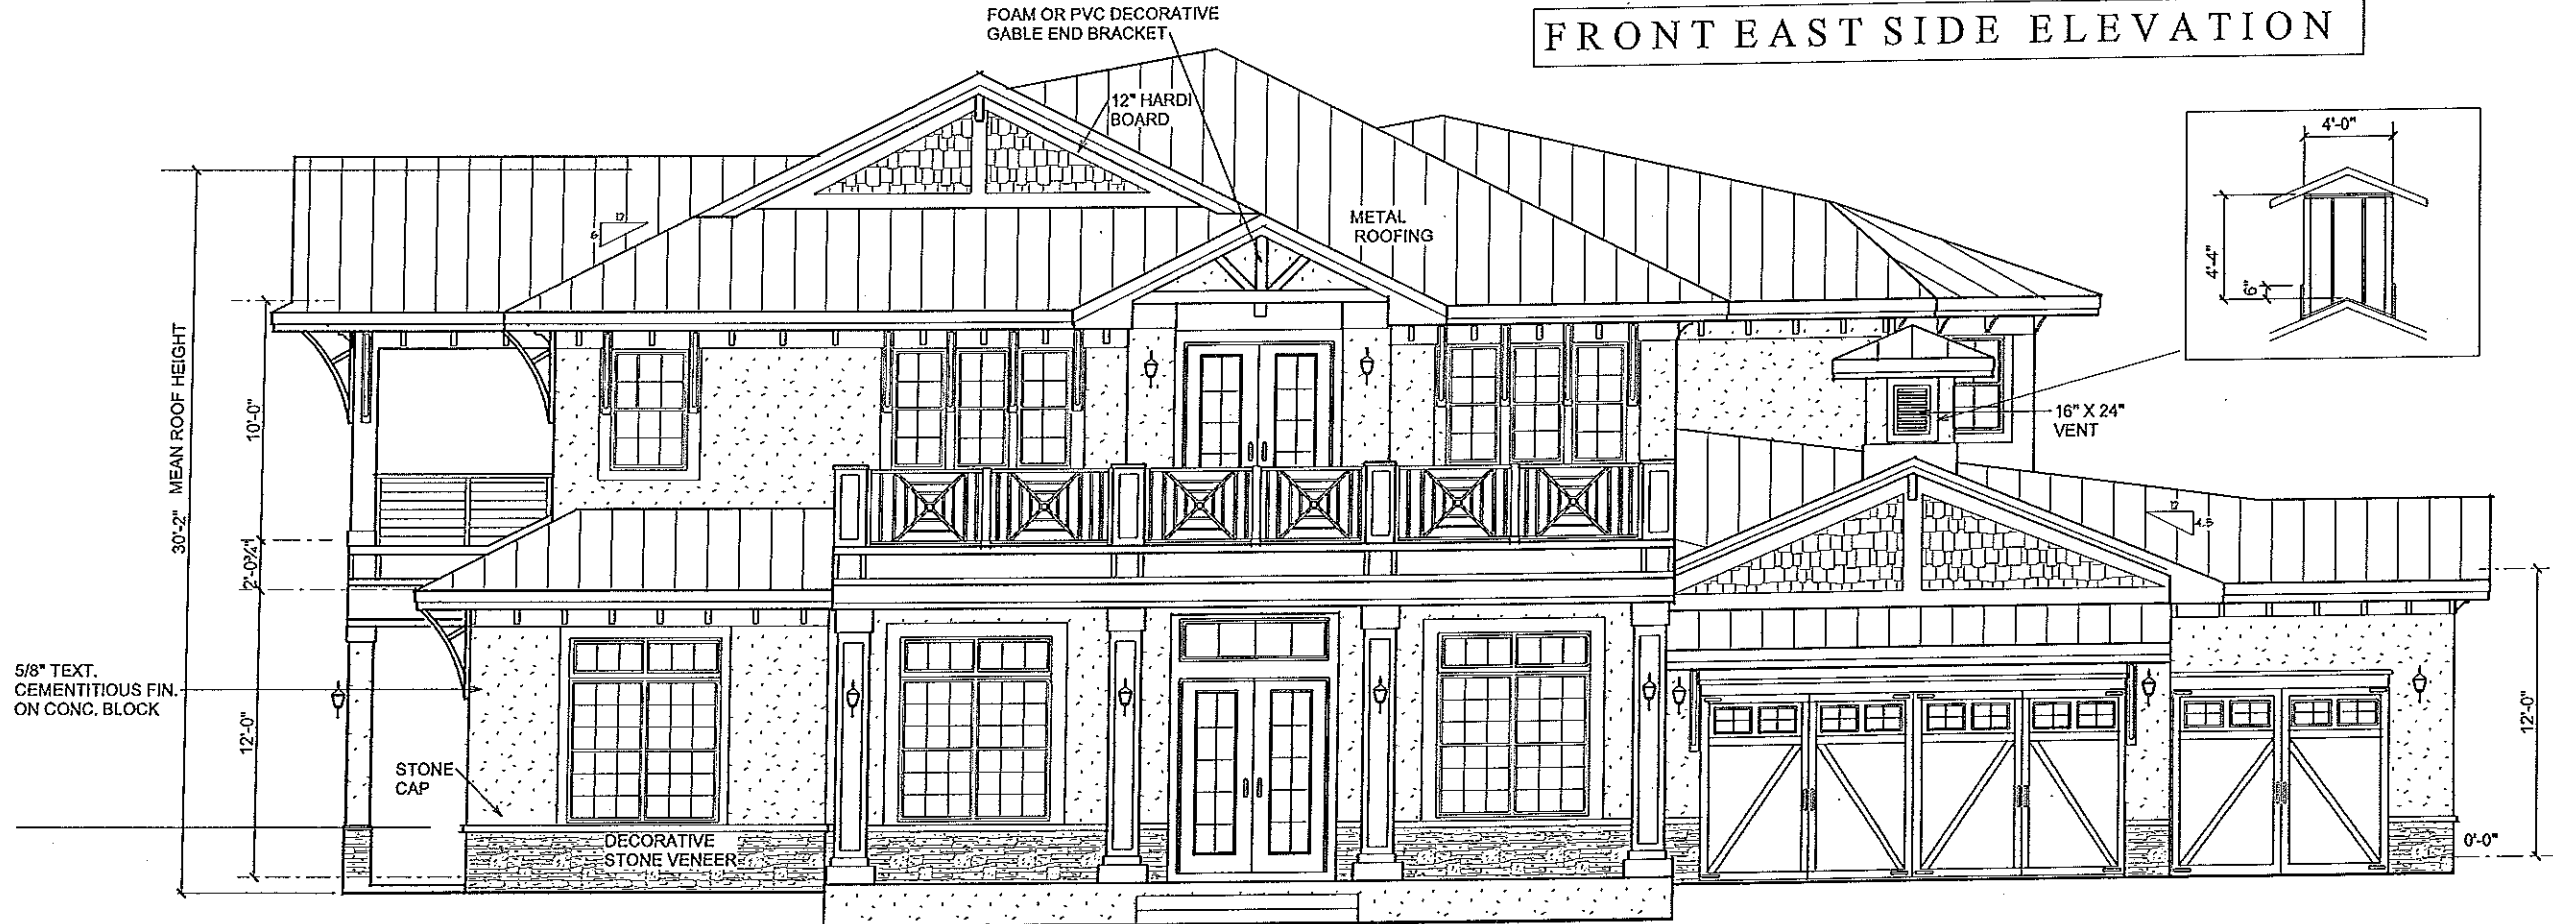 FOAM OR PVC DECORATIVE
GABLE END BRACKET
FRONT EAST SIDE ELEVATION
12" HARDI
BOARD
4'-0"
METAL
ROOFING
12
6
4'-4"
6"
30'-2" MEAN ROOF HEIGHT
10'-0"
16" X 24"
VENT
12
4.5
2'-0¾"
5/8" TEXT.
CEMENTITIOUS FIN.
ON CONC. BLOCK
12'-0"
12'-0"
STONE
CAP
DECORATIVE
STONE VENEER
0'-0"